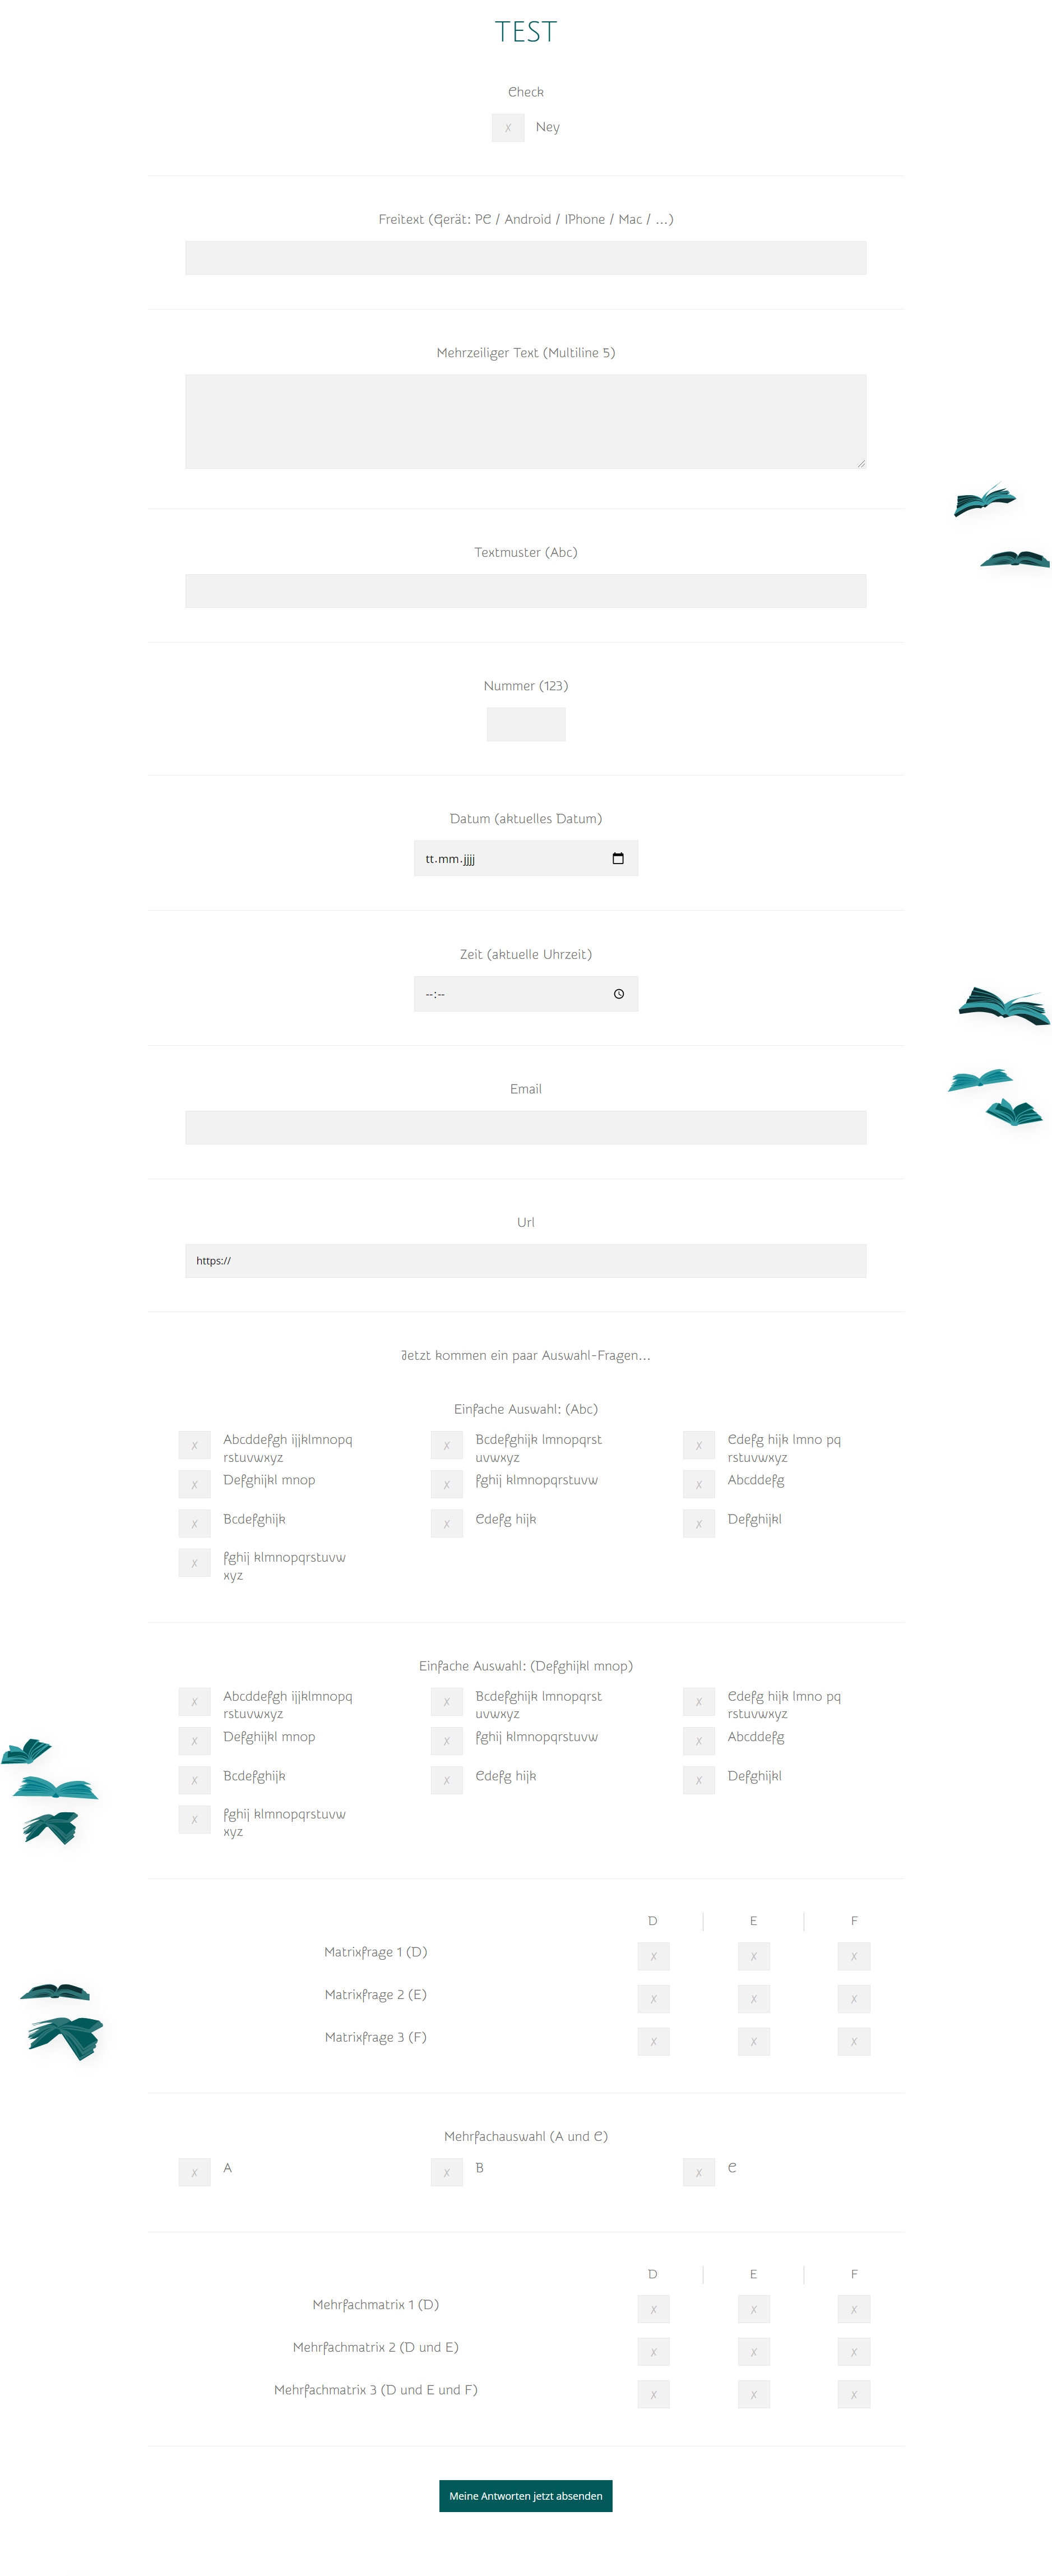 TEST
Check
x Ney
Freitext (Gerät: PC / Android / IPhone / Mac / ...)
Mehrzeiliger Text (Multiline 5)
Textmuster (Abc)
Nummer (123)
Datum (aktuelles Datum)
tt.mm.jjjj
Zeit (aktuelle Uhrzeit)
--:--
Email
Url
https://
Jetzt kommen ein paar Auswahl-Fragen...
Einfache Auswahl: (Abc)
x Abcddefgh ijjklmnopq x Bcdefghijk lmnopqrst x Cdefg hijk lmno pq
rstuvwxyz uvwxyz rstuvwxyz
x Defghijkl mnop x fghij klmnopqrstuvw x Abcddefg
x Bcdefghijk x Cdefg hijk x Defghijkl
x fghij klmnopqrstuvw
xyz
Einfache Auswahl: (Defghijkl mnop)
x Abcddefgh ijjklmnopq x Bcdefghijk lmnopqrst x Cdefg hijk lmno pq
rstuvwxyz uvwxyz rstuvwxyz
x Defghijkl mnop x fghij klmnopqrstuvw x Abcddefg
x Bcdefghijk x Cdefg hijk x Defghijkl
x fghij klmnopqrstuvw
xyz
D E F
Matrixfrage 1 (D) x x x
Matrixfrage 2 (E) x x x
Matrixfrage 3 (F) x x x
Mehrfachauswahl (A und C)
x A x B x C
D E F
Mehrfachmatrix 1 (D) x x x
Mehrfachmatrix 2 (D und E) x x x
Mehrfachmatrix 3 (D und E und F) x x x
Meine Antworten jetzt absenden